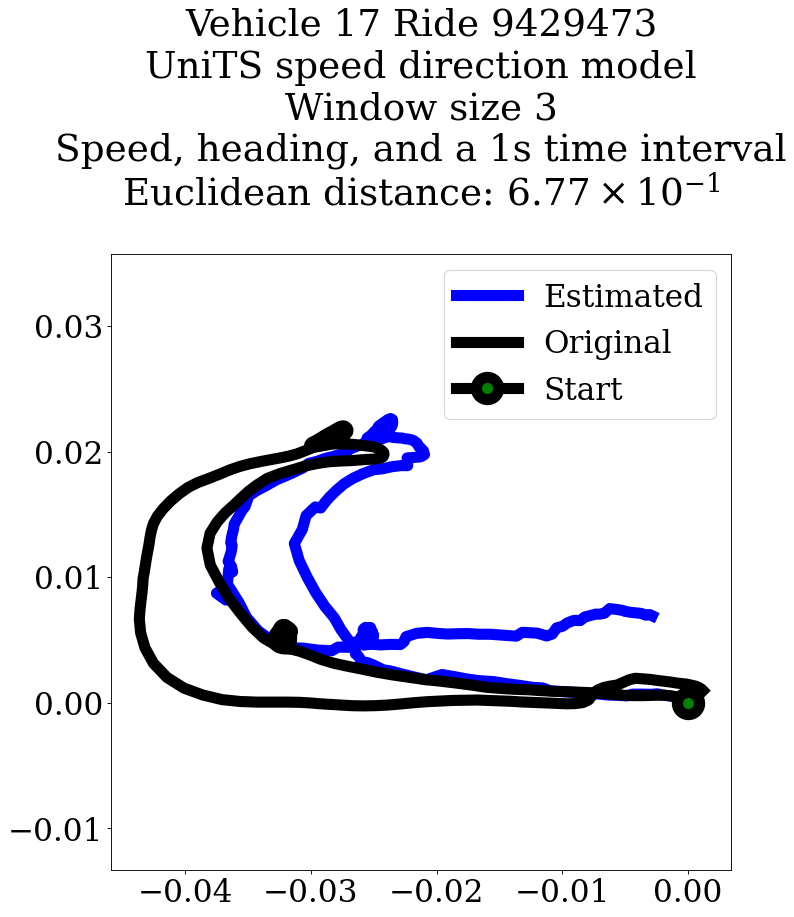 Vehicle 17 Ride 9429473
UniTS speed direction model
Window size 3
Speed, heading, and a 1s time interval
Euclidean distance: 6.77 × 10⁻¹
Estimated
Original
Start
0.03
0.02
0.01
0.00
−0.01
−0.04 −0.03 −0.02 −0.01 0.00